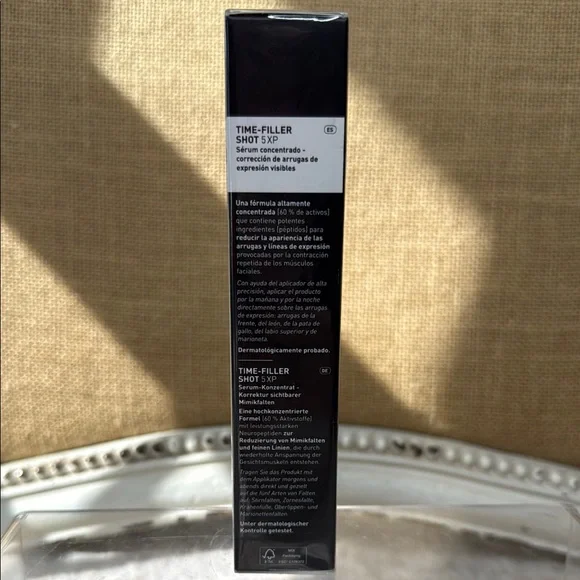 TIME-FILLER ES
SHOT 5 XP
Sérum concentrado -
corrección de arrugas de
expresión visibles
Una fórmula altamente
concentrada (60 % de activos)
que contiene potentes
ingredientes (péptidos) para
reducir la apariencia de las
arrugas y líneas de expresión
provocadas por la contracción
repetida de los músculos
faciales.
Con ayuda del aplicador de alta
precisión, aplicar el producto
por la mañana y por la noche
directamente sobre las arrugas
de expresión: arrugas de la
frente, del león, de la pata de
gallo, del labio superior y de
marioneta.
Dermatológicamente probado.
TIME-FILLER DE
SHOT 5 XP
Serum-Konzentrat -
Korrektur sichtbarer
Mimikfalten
Eine hochkonzentrierte
Formel (60 % Aktivstoffe)
mit leistungsstarken
Neuropeptiden zur
Reduzierung von Mimikfalten
und feinen Linien, die durch
wiederholte Anspannung der
Gesichtsmuskeln entstehen.
Tragen Sie das Produkt mit
dem Applikator morgens und
abends direkt und gezielt
auf die fünf Arten von Falten
auf: Stirnfalten, Zornesfalte,
Krähenfüße, Oberlippen- und
Marionettenfalten.
Unter dermatologischer
Kontrolle getestet.
FSC
MIX